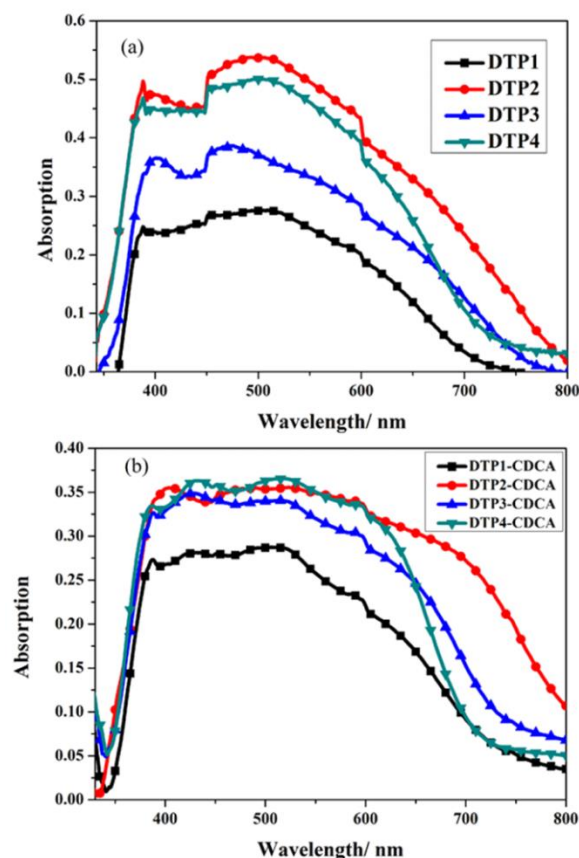 (a)
DTP1
DTP2
DTP3
DTP4
Absorption
0.6
0.5
0.4
0.3
0.2
0.1
0.0
400 500 600 700 800
Wavelength/ nm
(b)
DTP1-CDCA
DTP2-CDCA
DTP3-CDCA
DTP4-CDCA
Absorption
0.40
0.35
0.30
0.25
0.20
0.15
0.10
0.05
0.00
400 500 600 700 800
Wavelength/ nm